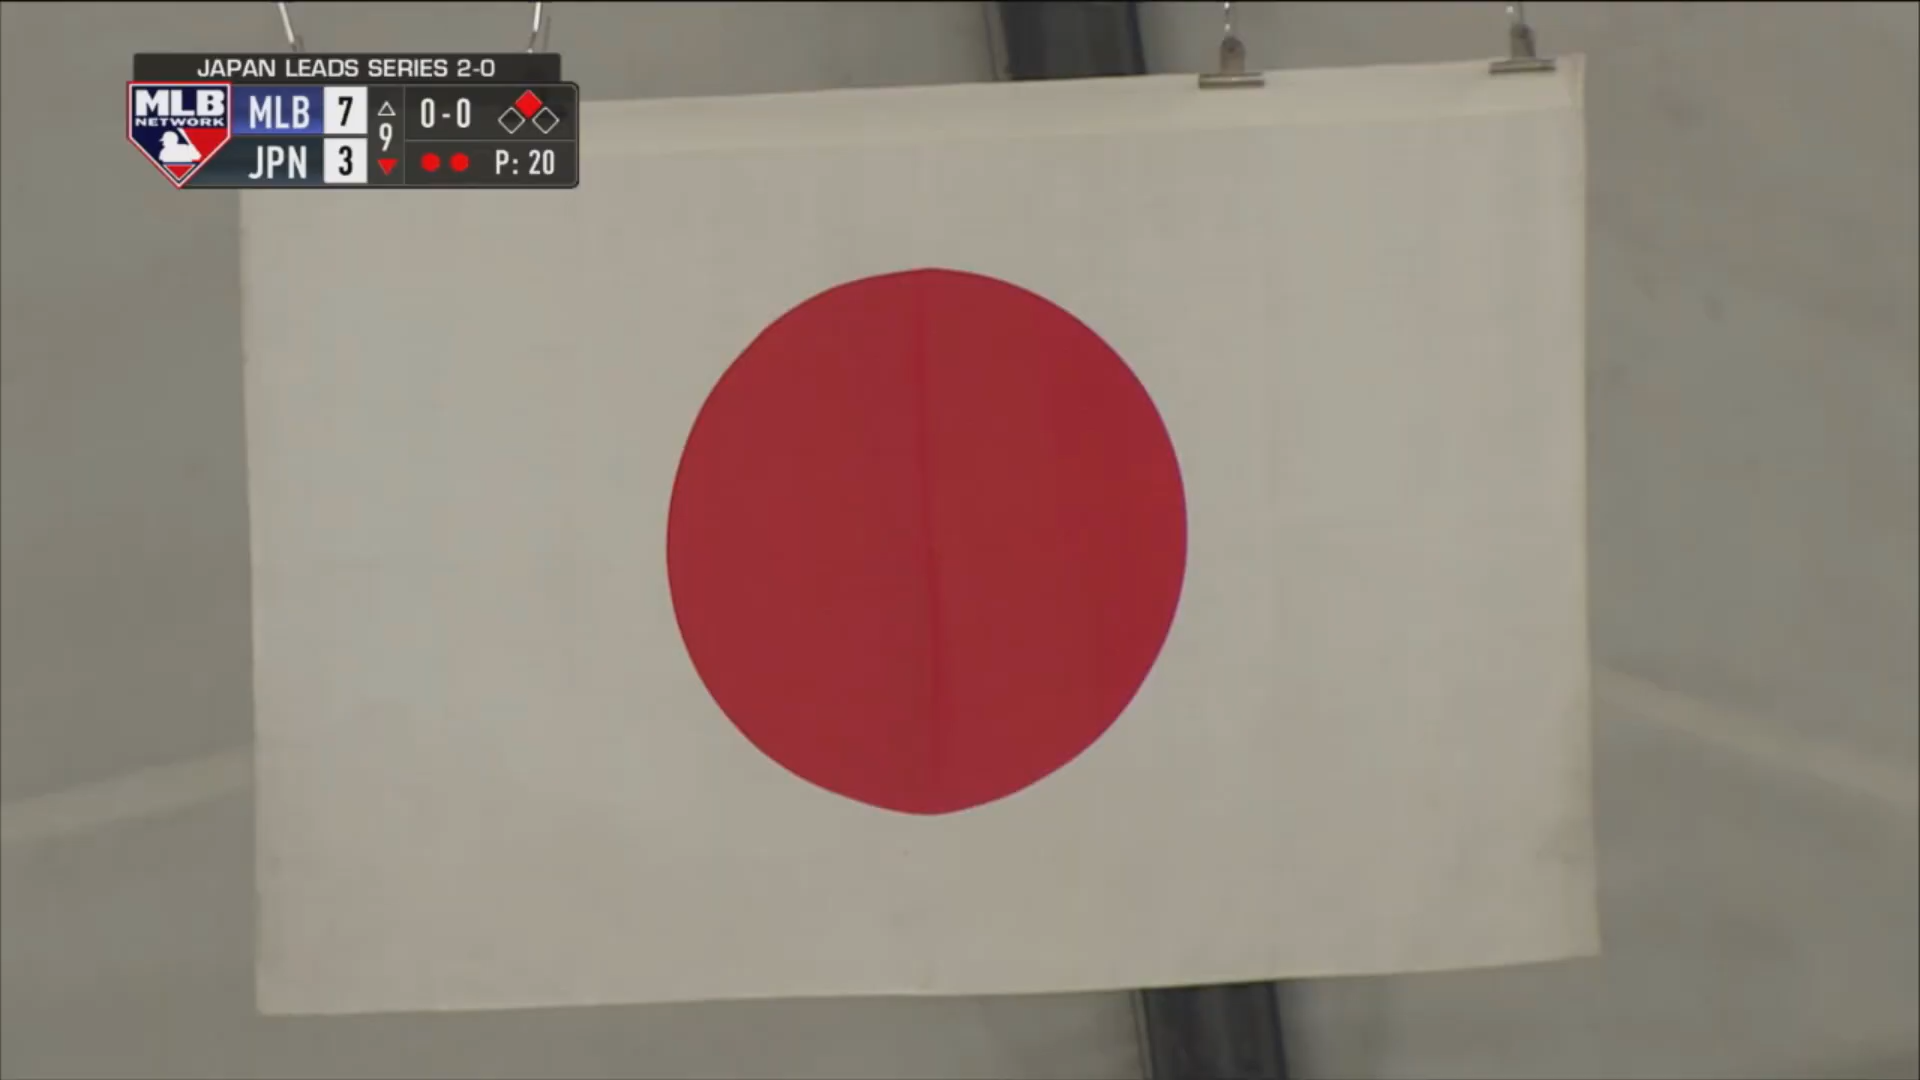 JAPAN LEADS SERIES 2-0
MLB NETWORK
MLB 7
JPN 3
9
0-0
P: 20